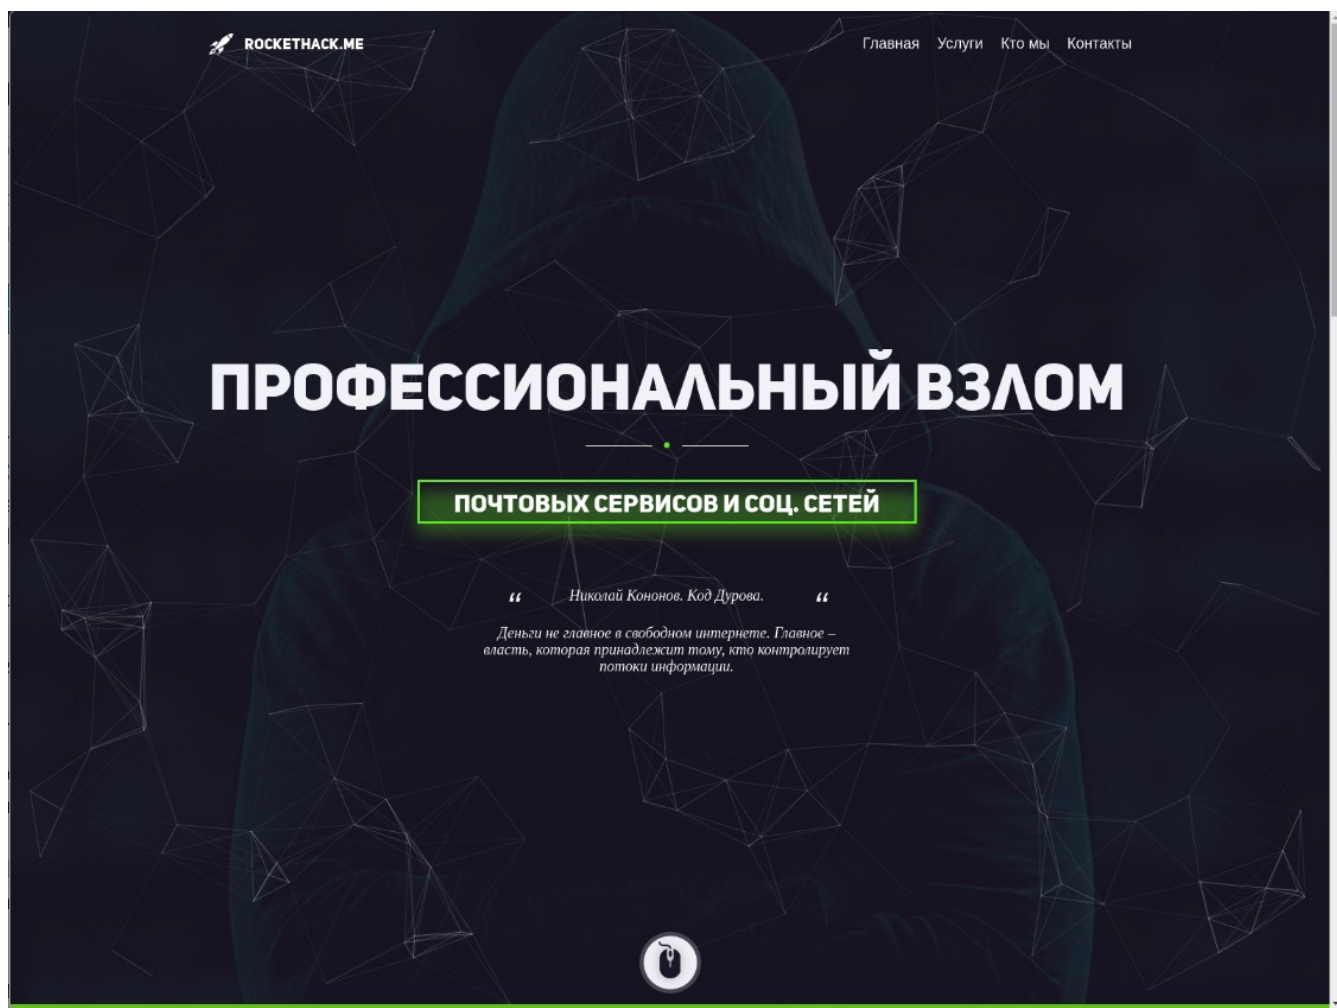 ROCKETHACK.ME
Главная Услуги Кто мы Контакты
ПРОФЕССИОНАЛЬНЫЙ ВЗЛОМ
ПОЧТОВЫХ СЕРВИСОВ И СОЦ. СЕТЕЙ
“ Николай Кононов. Код Дурова. “
Деньги не главное в свободном интернете. Главное –
власть, которая принадлежит тому, кто контролирует
потоки информации.